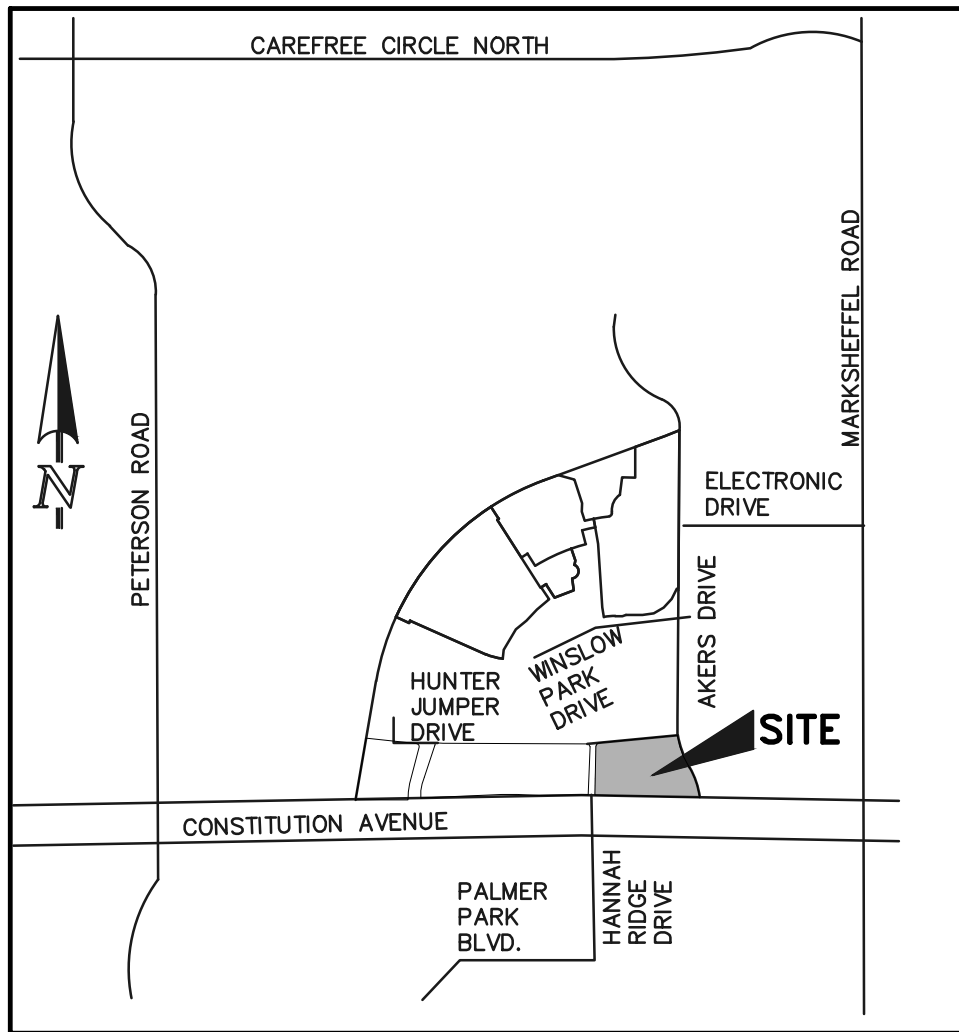 CAREFREE CIRCLE NORTH
MARKSHEFFEL ROAD
PETERSON ROAD
N
ELECTRONIC
DRIVE
AKERS DRIVE
WINSLOW
PARK
DRIVE
HUNTER
JUMPER
DRIVE
SITE
CONSTITUTION AVENUE
PALMER
PARK
BLVD.
HANNAH
RIDGE
DRIVE